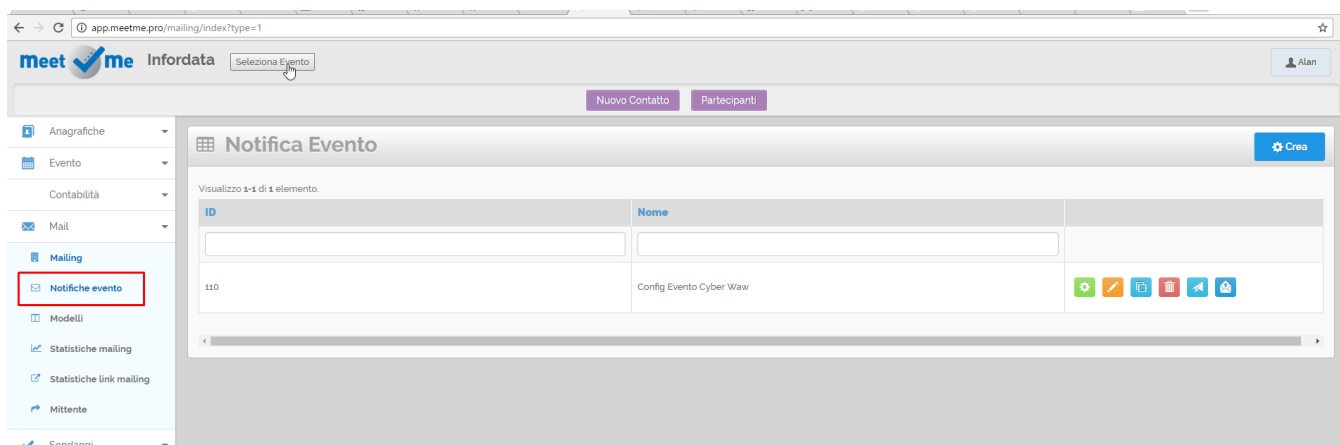 app.meetme.pro/mailing/index?type=1
meet me Infordata Seleziona Evento Alan
Nuovo Contatto Partecipanti
Anagrafiche
Evento
Contabilità
Mail
Mailing
Notifiche evento
Modelli
Statistiche mailing
Statistiche link mailing
Mittente
Sondaggi
Notifica Evento
Crea
Visualizzo 1-1 di 1 elemento.
ID Nome
110 Config Evento Cyber Waw